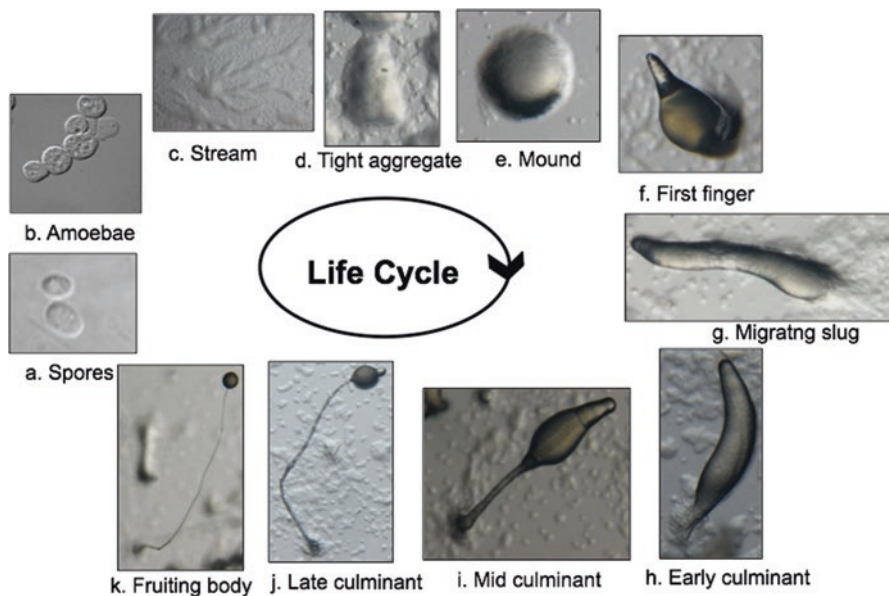 c. Stream
d. Tight aggregate
e. Mound
f. First finger
b. Amoebae
Life Cycle
g. Migratng slug
a. Spores
k. Fruiting body
j. Late culminant
i. Mid culminant
h. Early culminant